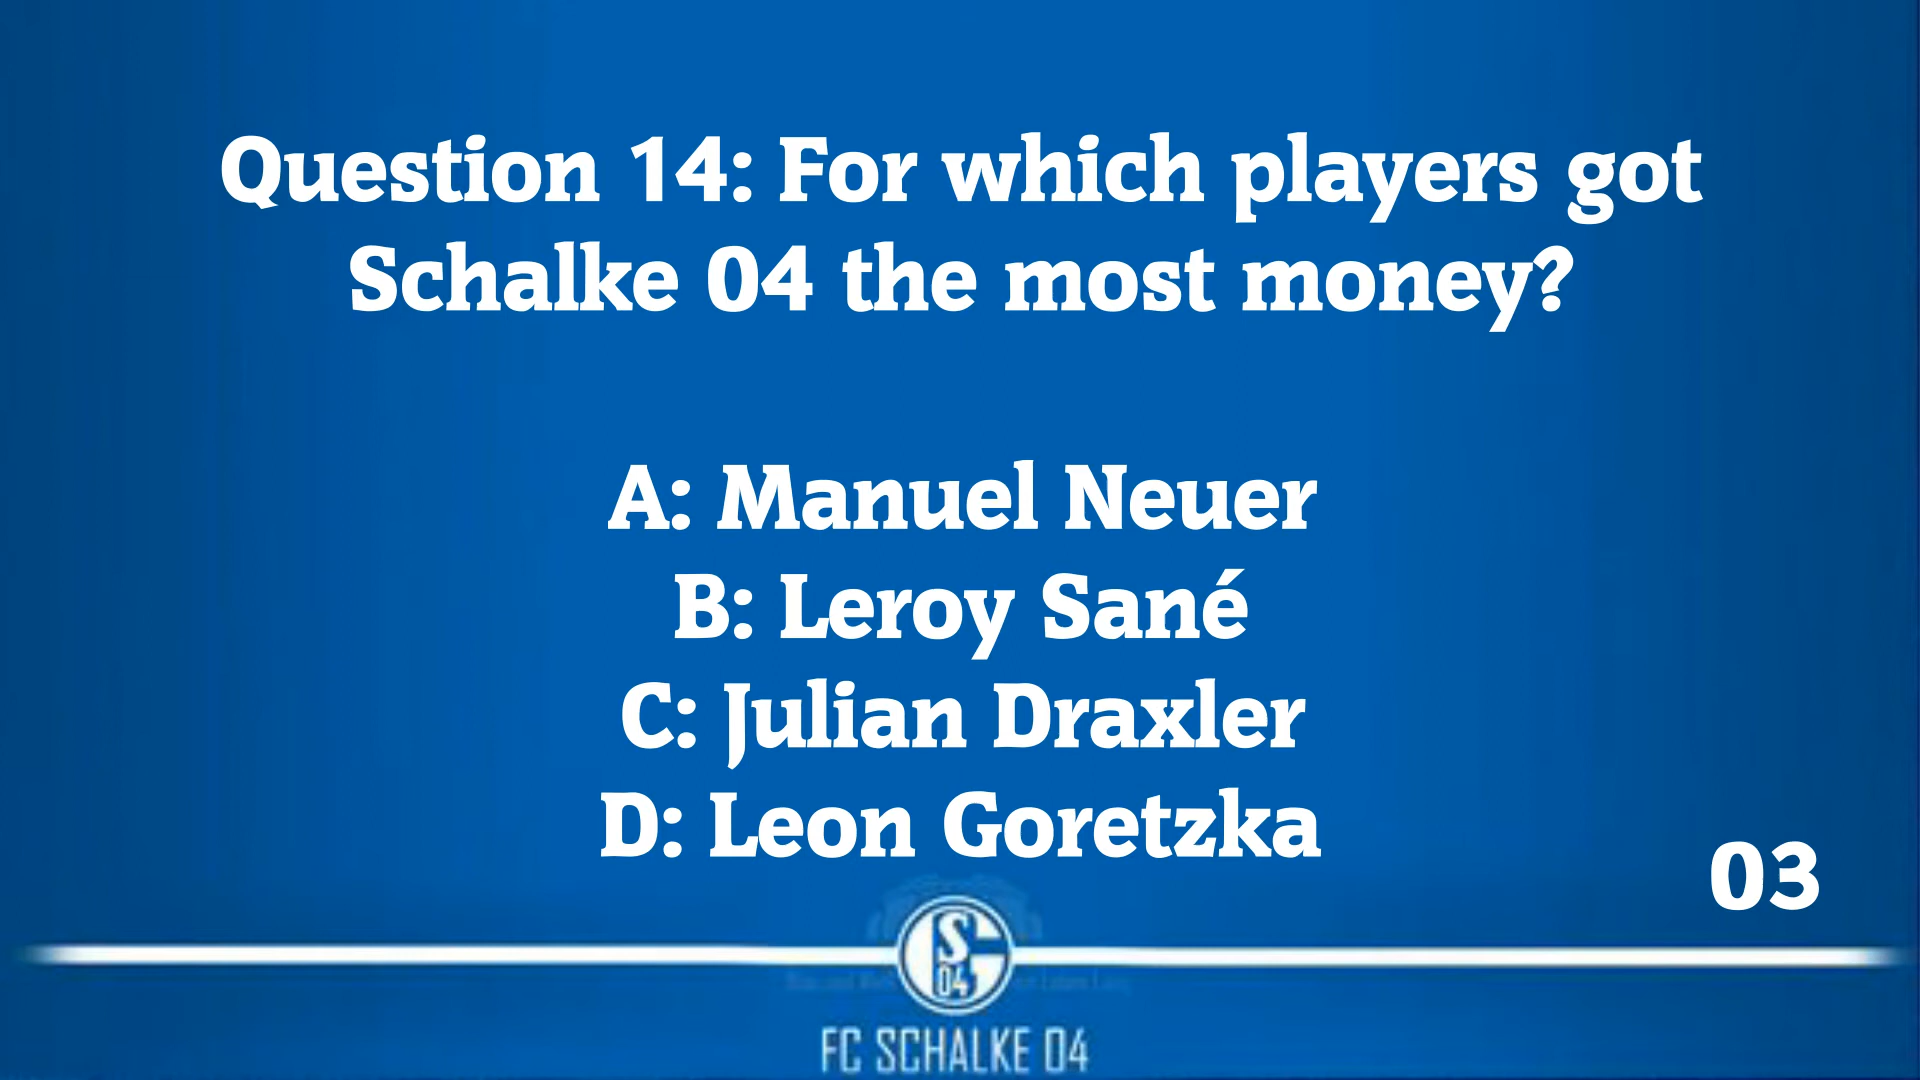 Question 14: For which players got
Schalke 04 the most money?
A: Manuel Neuer
B: Leroy Sané
C: Julian Draxler
D: Leon Goretzka
03
S
04
FC SCHALKE 04